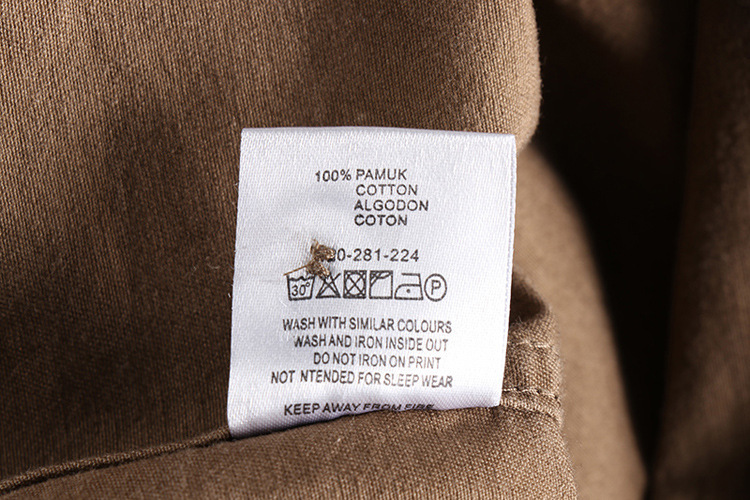 100% PAMUK
COTTON
ALGODON
COTON
0-281-224
30° P
WASH WITH SIMILAR COLOURS
WASH AND IRON INSIDE OUT
DO NOT IRON ON PRINT
NOT NTENDED FOR SLEEP WEAR
KEEP AWAY FROM FIRE